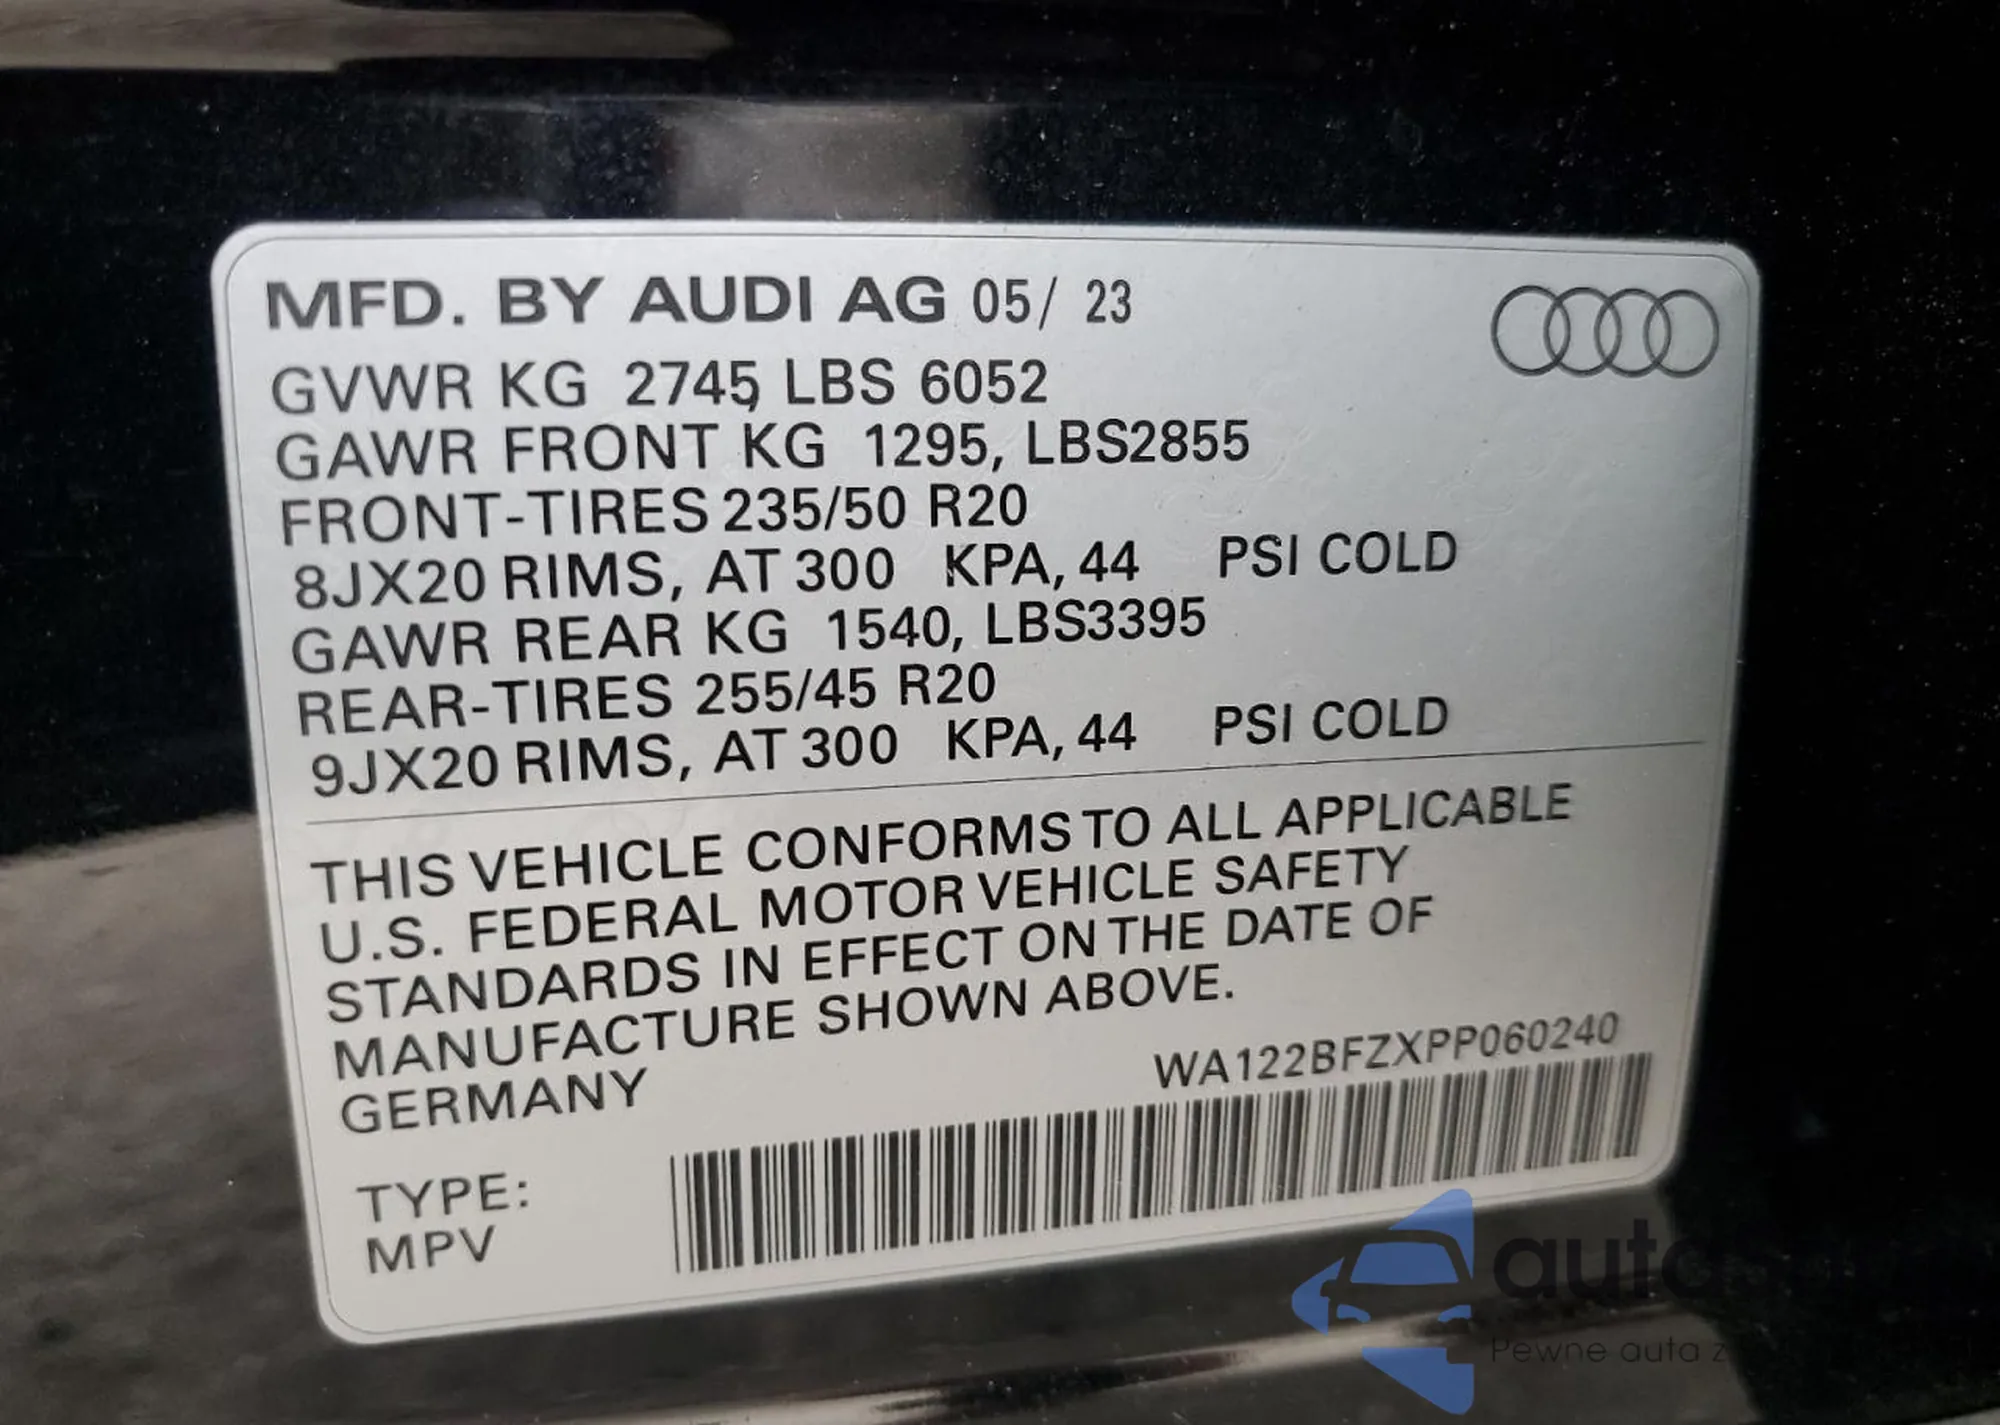 MFD. BY AUDI AG 05/ 23
GVWR KG 2745, LBS 6052
GAWR FRONT KG 1295, LBS2855
FRONT-TIRES 235/50 R20
8JX20 RIMS, AT 300 KPA, 44 PSI COLD
GAWR REAR KG 1540, LBS3395
REAR-TIRES 255/45 R20
9JX20 RIMS, AT 300 KPA, 44 PSI COLD
THIS VEHICLE CONFORMS TO ALL APPLICABLE
U.S. FEDERAL MOTOR VEHICLE SAFETY
STANDARDS IN EFFECT ON THE DATE OF
MANUFACTURE SHOWN ABOVE.
GERMANY
WA122BFZXPP060240
TYPE:
MPV
Pewne auta z